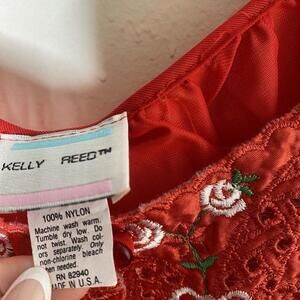 KELLY REED™
100% NYLON
Machine wash warm.
Tumble dry low. Do
not twist. Wash col-
ors separately. Only
non-chlorine bleach
when needed.
RN 82940
MADE IN U.S.A.